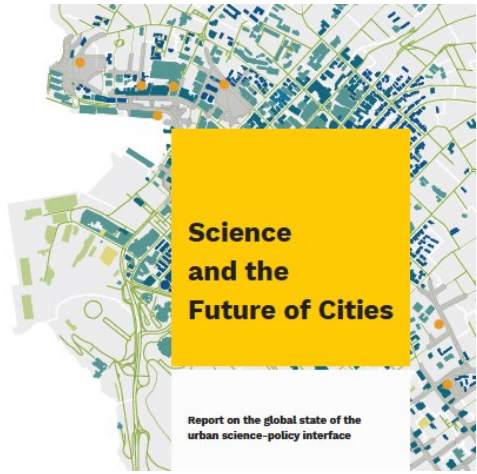 Science
and the
Future of Cities
Report on the global state of the
urban science-policy interface